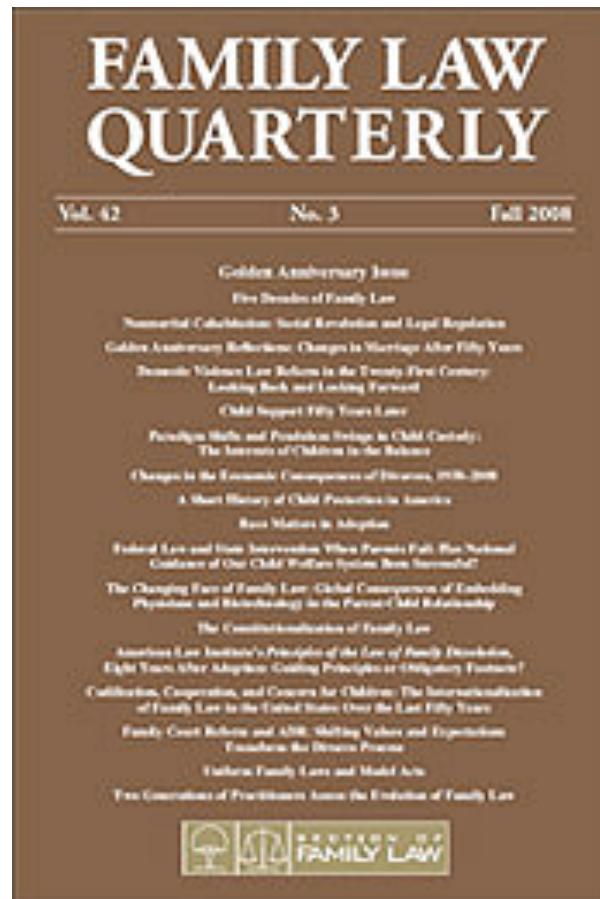 FAMILY LAW
QUARTERLY
Vol. 42 No. 3 Fall 2008
Golden Anniversary Issue
Five Decades of Family Law
Nonmarital Cohabitation: Social Revolution and Legal Regulation
Golden Anniversary Reflections: Changes in Marriage After Fifty Years
Domestic Violence Law Reform in the Twenty-First Century:
Looking Back and Looking Forward
Child Support Fifty Years Later
Paradigm Shifts and Pendulum Swings in Child Custody:
The Interests of Children in the Balance
Changes in the Economic Consequences of Divorces, 1958–2008
A Short History of Child Protection in America
Race Matters in Adoption
Federal Law and State Intervention When Parents Fail: Has National
Guidance of Our Child Welfare System Been Successful?
The Changing Face of Family Law: Global Consequences of Embedding
Physicians and Biotechnology in the Parent-Child Relationship
The Constitutionalization of Family Law
American Law Institute's Principles of the Law of Family Dissolution,
Eight Years After Adoption: Guiding Principles or Obligatory Footnote?
Codification, Cooperation, and Concern for Children: The Internationalization
of Family Law in the United States Over the Last Fifty Years
Family Court Reform and ADR: Shifting Values and Expectations
Transform the Divorce Process
Uniform Family Laws and Model Acts
Two Generations of Practitioners Assess the Evolution of Family Law
SECTION OF
FAMILY LAW